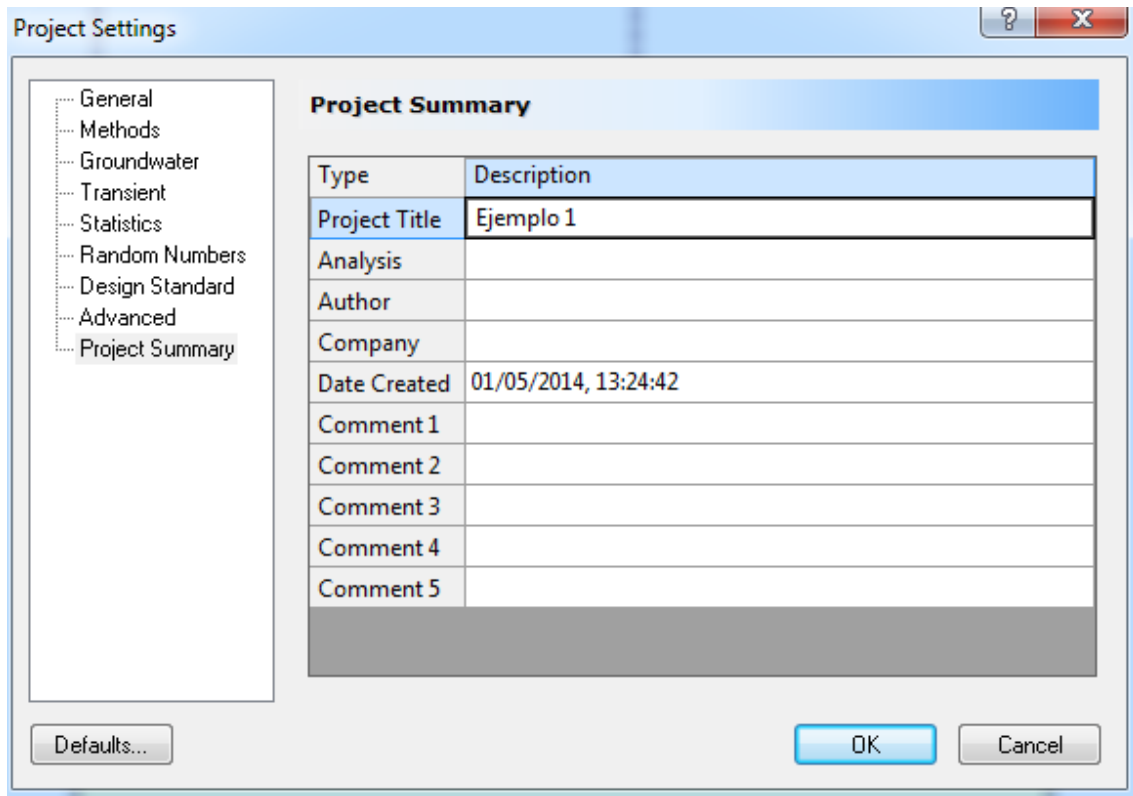 Project Settings
General
Methods
Groundwater
Transient
Statistics
Random Numbers
Design Standard
Advanced
Project Summary
Project Summary
Type Description
Project Title Ejemplo 1
Analysis
Author
Company
Date Created 01/05/2014, 13:24:42
Comment 1
Comment 2
Comment 3
Comment 4
Comment 5
Defaults... OK Cancel